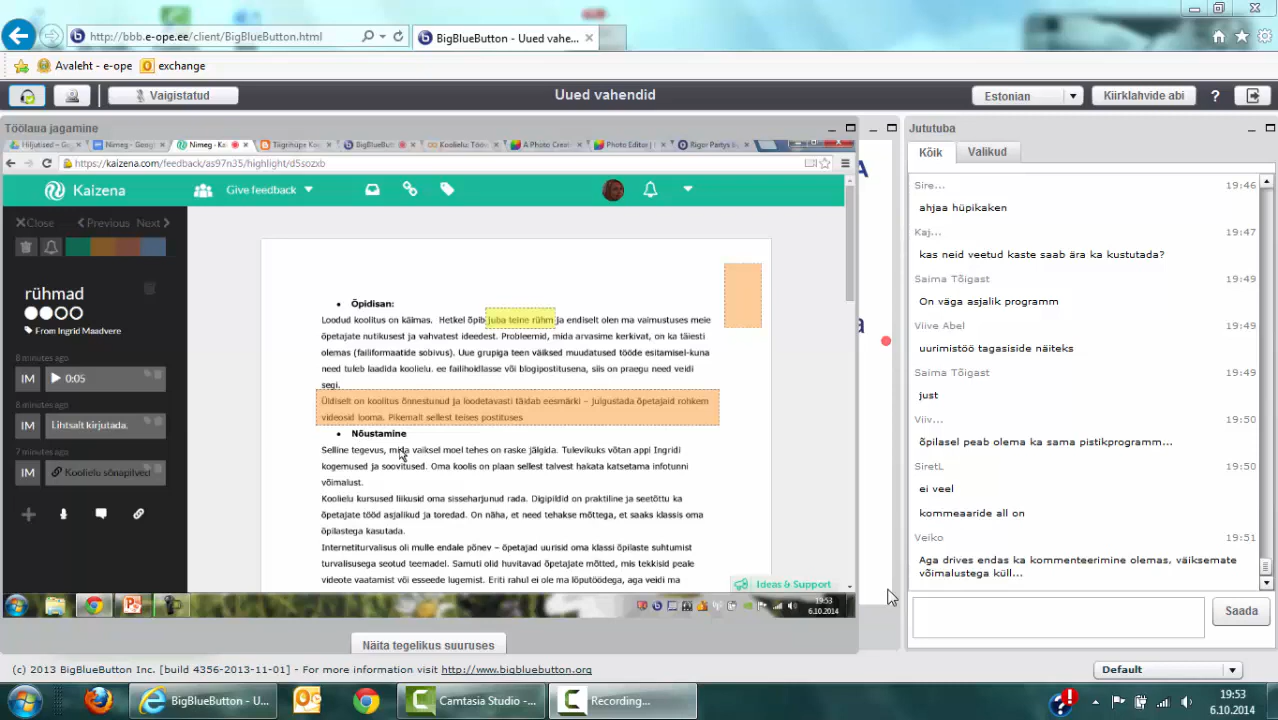 http://bbb.e-ope.ee/client/BigBlueButton.html
BigBlueButton - Uued vahe...
Avaleht - e-ope
exchange
Vaigistatud
Uued vahendid
Estonian
Kiirklahvide abi
?
Töölaua jagamine
Jututuba
https://kaizena.com/feedback/as97n35/highlight/d5sozxb
Kaizena
Give feedback
Close
Previous
Next
rühmad
From Ingrid Maadvere
8 minutes ago
IM
0:05
8 minutes ago
IM
Lihtsalt kirjutada.
7 minutes ago
IM
Koolielu sõnapilved
• Õpidisan:
Loodud koolitus on käimas. Hetkel õpib juba teine rühm ja endiselt olen ma vaimustuses meie
õpetajate nutikusest ja vahvatest ideedest. Probleemid, mida arvasime kerkivat, on ka täiesti
olemas (failiformaatide sobivus). Uue grupiga teen väiksed muudatused tööde esitamisel-kuna
need tuleb laadida koolielu. ee failihoidlasse või blogipostitusena, siis on praegu need veidi
segi.
Üldiselt on koolitus õnnestunud ja loodetavasti täidab eesmärki – julgustada õpetajaid rohkem
videosid looma. Pikemalt sellest teises postituses
• Nõustamine
Selline tegevus, mida vaiksel moel tehes on raske jälgida. Tulevikuks võtan appi Ingridi
kogemused ja soovitused. Oma koolis on plaan sellest talvest hakata katsetama infotunni
võimalust.
Koolielu kursused liikusid oma sisseharjunud rada. Digipildid on praktiline ja seetõttu ka
õpetajate tööd asjalikud ja toredad. On näha, et need tehakse mõttega, et saaks klassis oma
õpilastega kasutada.
Internetiturvalisus oli mulle endale põnev – õpetajad uurisid oma klassi õpilaste suhtumist
turvalisusega seotud teemadel. Samuti olid huvitavad õpetajate mõtted, mis tekkisid peale
videote vaatamist või esseede lugemist. Eriti rahul ei ole ma lõputöödega, aga veidi ma
Ideas & Support
19:53
6.10.2014
Näita tegelikus suuruses
Kõik
Valikud
Sire...
19:46
ahjaa hüpikaken
Kaj...
19:47
kas neid veetud kaste saab ära ka kustutada?
Saima Tõigast
19:49
On väga asjalik programm
Viive Abel
19:49
uurimistöö tagasiside näiteks
Saima Tõigast
19:49
just
Viiv...
19:50
õpilasel peab olema ka sama pistikprogramm...
SiretL
19:50
ei veel
kommeaaride all on
Veiko
19:51
Aga drives endas ka kommenteerimine olemas, väiksemate
võimalustega küll...
Saada
(c) 2013 BigBlueButton Inc. [build 4356-2013-11-01] - For more information visit http://www.bigbluebutton.org
Default
BigBlueButton - U...
Camtasia Studio -...
Recording...
19:53
6.10.2014